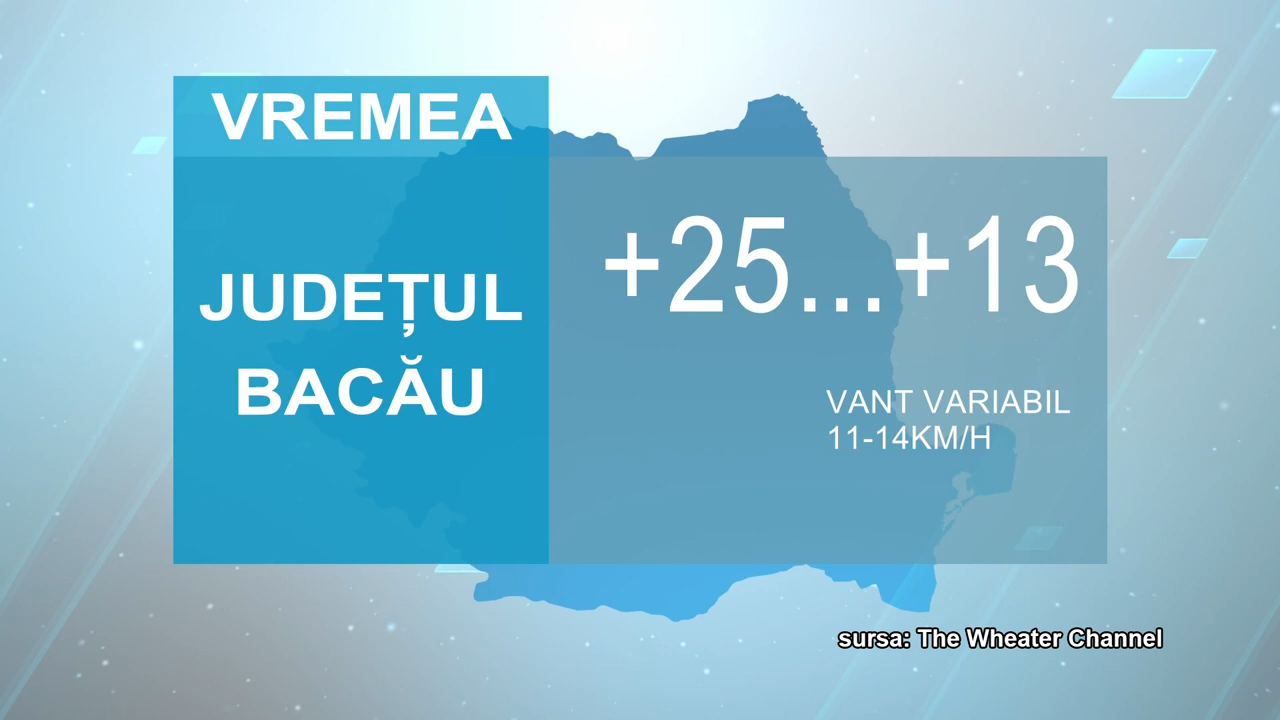 VREMEA
JUDEȚUL
BACĂU
+25...+13
VANT VARIABIL
11-14KM/H
sursa: The Wheater Channel